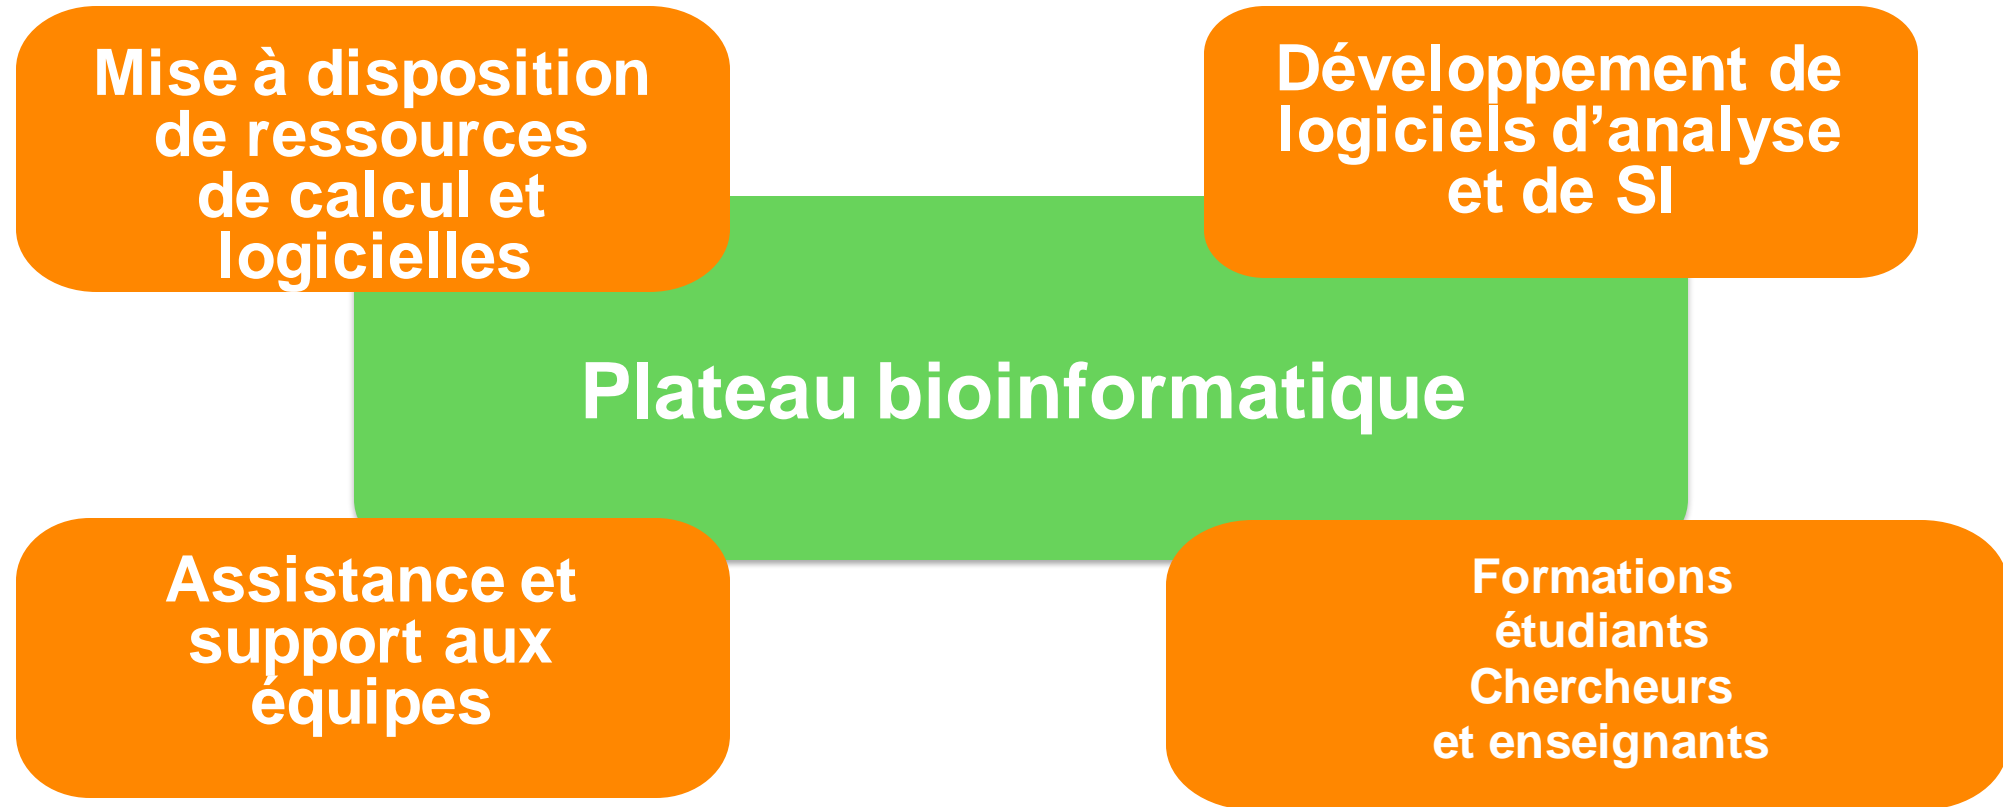 Mise à disposition
de ressources
de calcul et
logicielles
Développement de
logiciels d’analyse
et de SI
Plateau bioinformatique
Assistance et
support aux
équipes
Formations
étudiants
Chercheurs
et enseignants